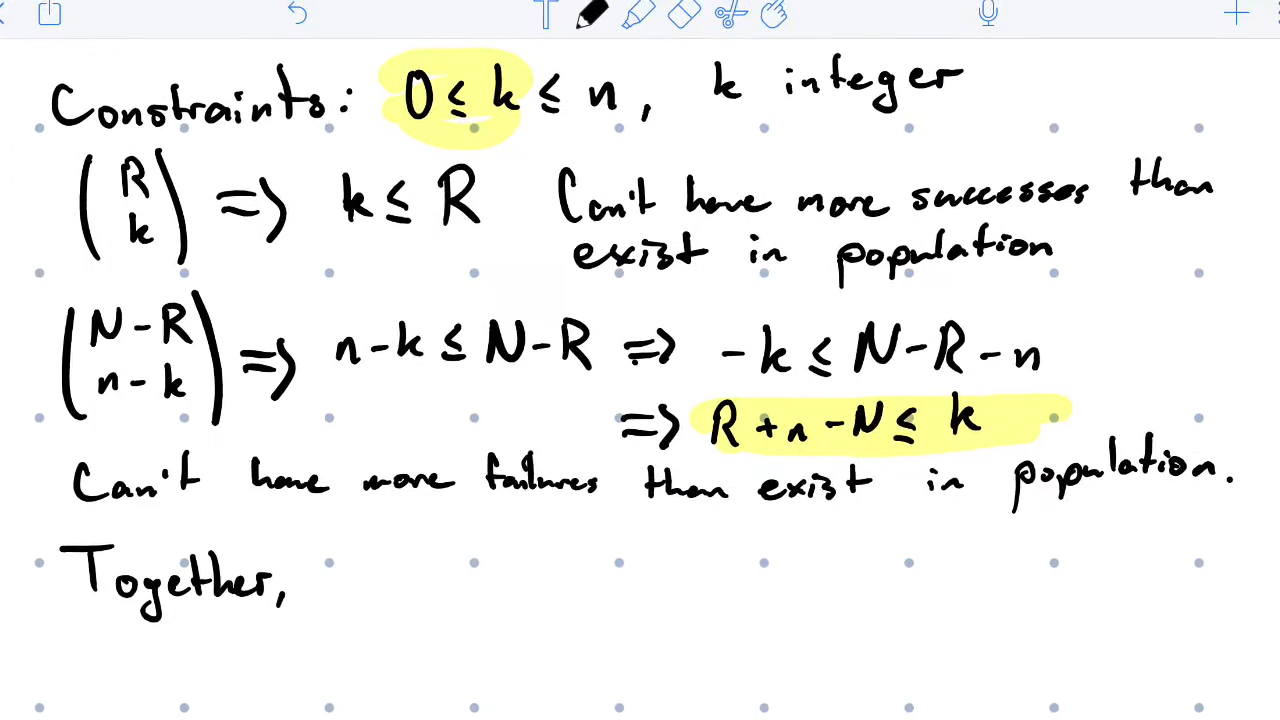 Constraints: 0 ≤ k ≤ n, k integer
(R k) => k ≤ R Can't have more successes than
exist in population
(N-R n-k) => n-k ≤ N-R => -k ≤ N-R-n
=> R+n-N ≤ k
Can't have more failures than exist in population.
Together,